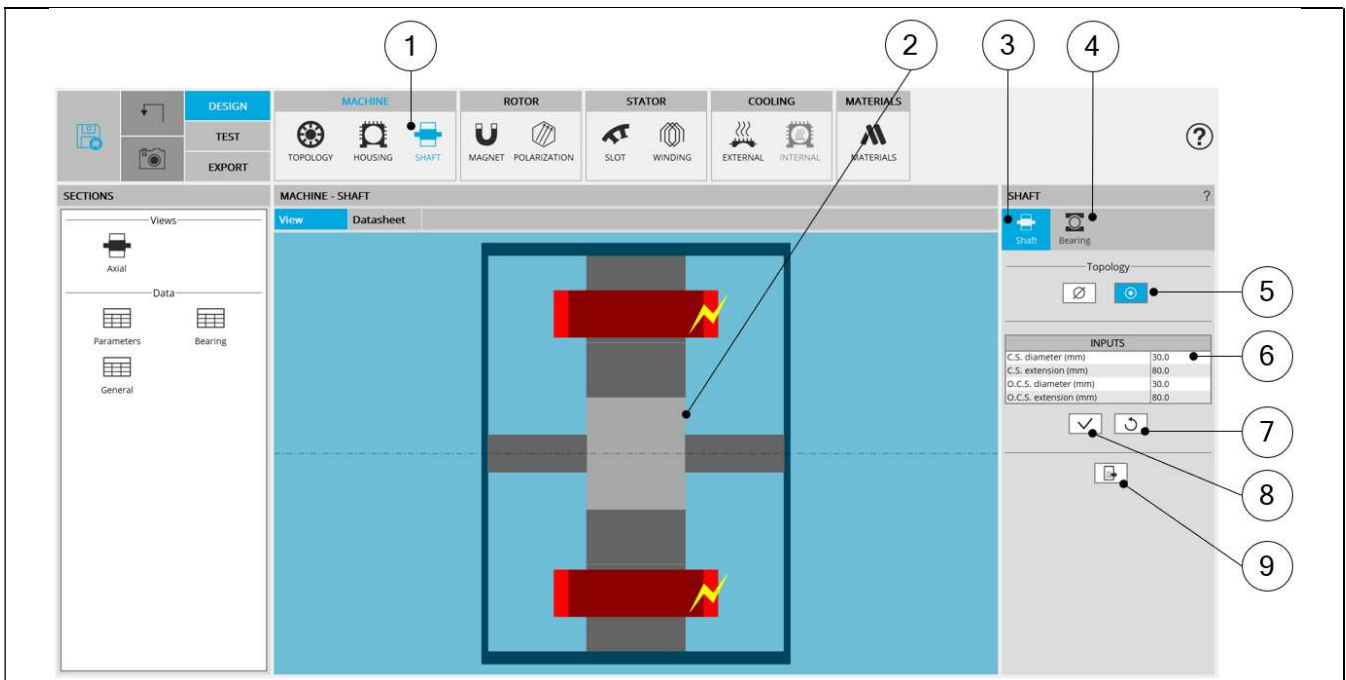 1
2
3
4
DESIGN
TEST
EXPORT
MACHINE
ROTOR
STATOR
COOLING
MATERIALS
TOPOLOGY
HOUSING
SHAFT
MAGNET
POLARIZATION
SLOT
WINDING
EXTERNAL
INTERNAL
MATERIALS
?
SECTIONS
MACHINE - SHAFT
SHAFT
?
Views
Axial
Data
Parameters
Bearing
General
View
Datasheet
Shaft
Bearing
Topology
5
INPUTS
C.S. diameter (mm) 30.0
C.S. extension (mm) 80.0
O.C.S. diameter (mm) 30.0
O.C.S. extension (mm) 80.0
6
7
8
9